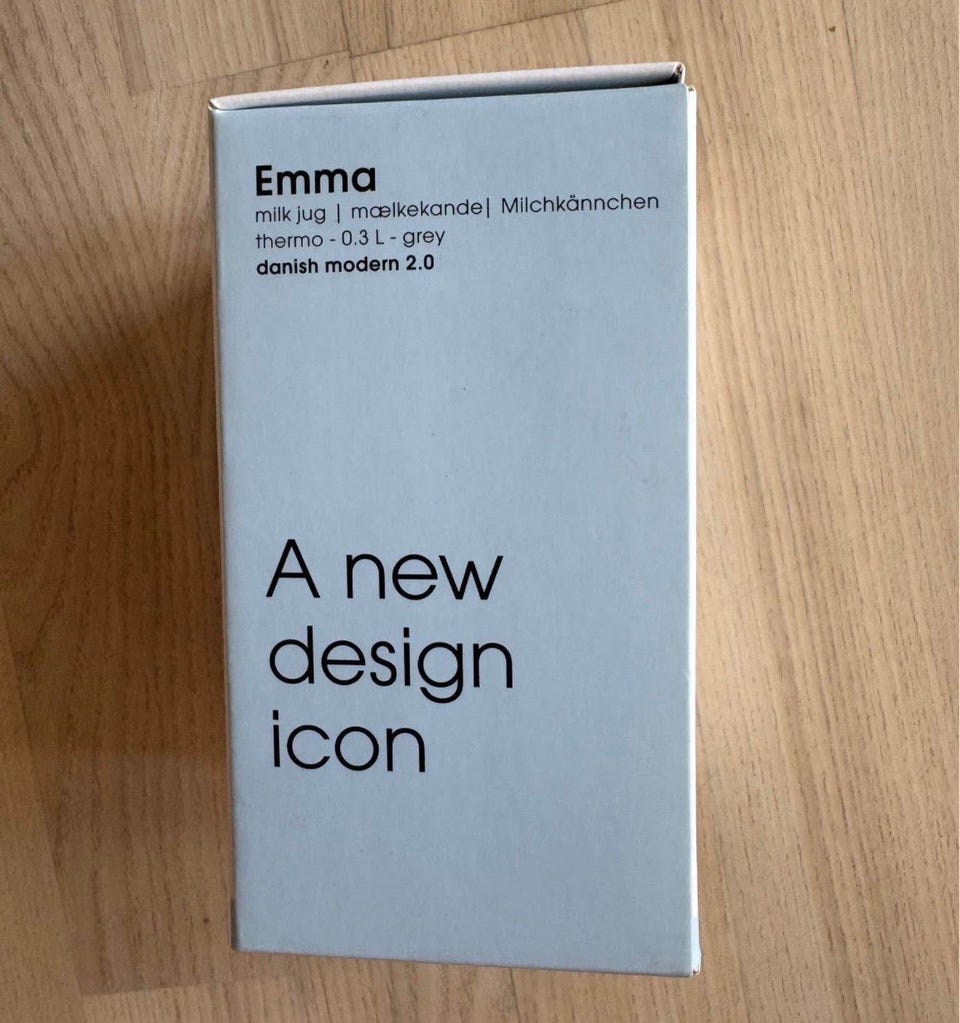 Emma
milk jug | mælkekande| Milchkännchen
thermo - 0.3 L - grey
danish modern 2.0
A new
design
icon